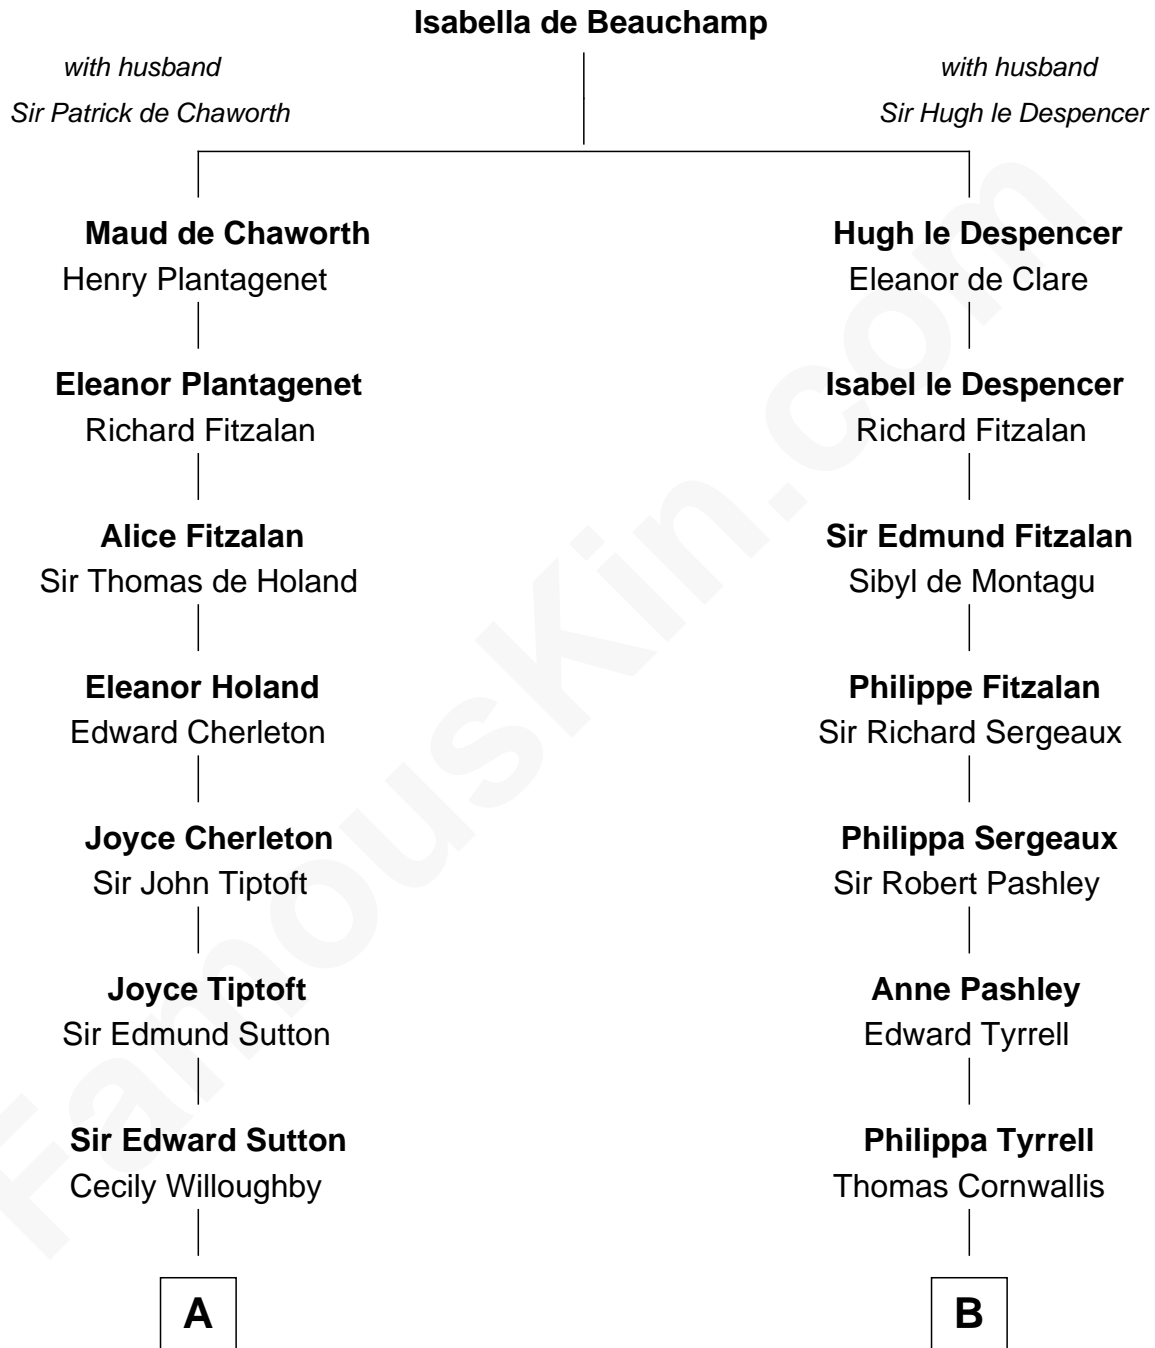 Isabella de Beauchamp
with husband
Sir Patrick de Chaworth
with husband
Sir Hugh le Despencer
Maud de Chaworth
Henry Plantagenet
Hugh le Despencer
Eleanor de Clare
Eleanor Plantagenet
Richard Fitzalan
Isabel le Despencer
Richard Fitzalan
Alice Fitzalan
Sir Thomas de Holand
Sir Edmund Fitzalan
Sibyl de Montagu
Eleanor Holand
Edward Cherleton
Philippe Fitzalan
Sir Richard Sergeaux
Joyce Cherleton
Sir John Tiptoft
Philippa Sergeaux
Sir Robert Pashley
Joyce Tiptoft
Sir Edmund Sutton
Anne Pashley
Edward Tyrrell
Sir Edward Sutton
Cecily Willoughby
Philippa Tyrrell
Thomas Cornwallis
A
B
FamousKin.com